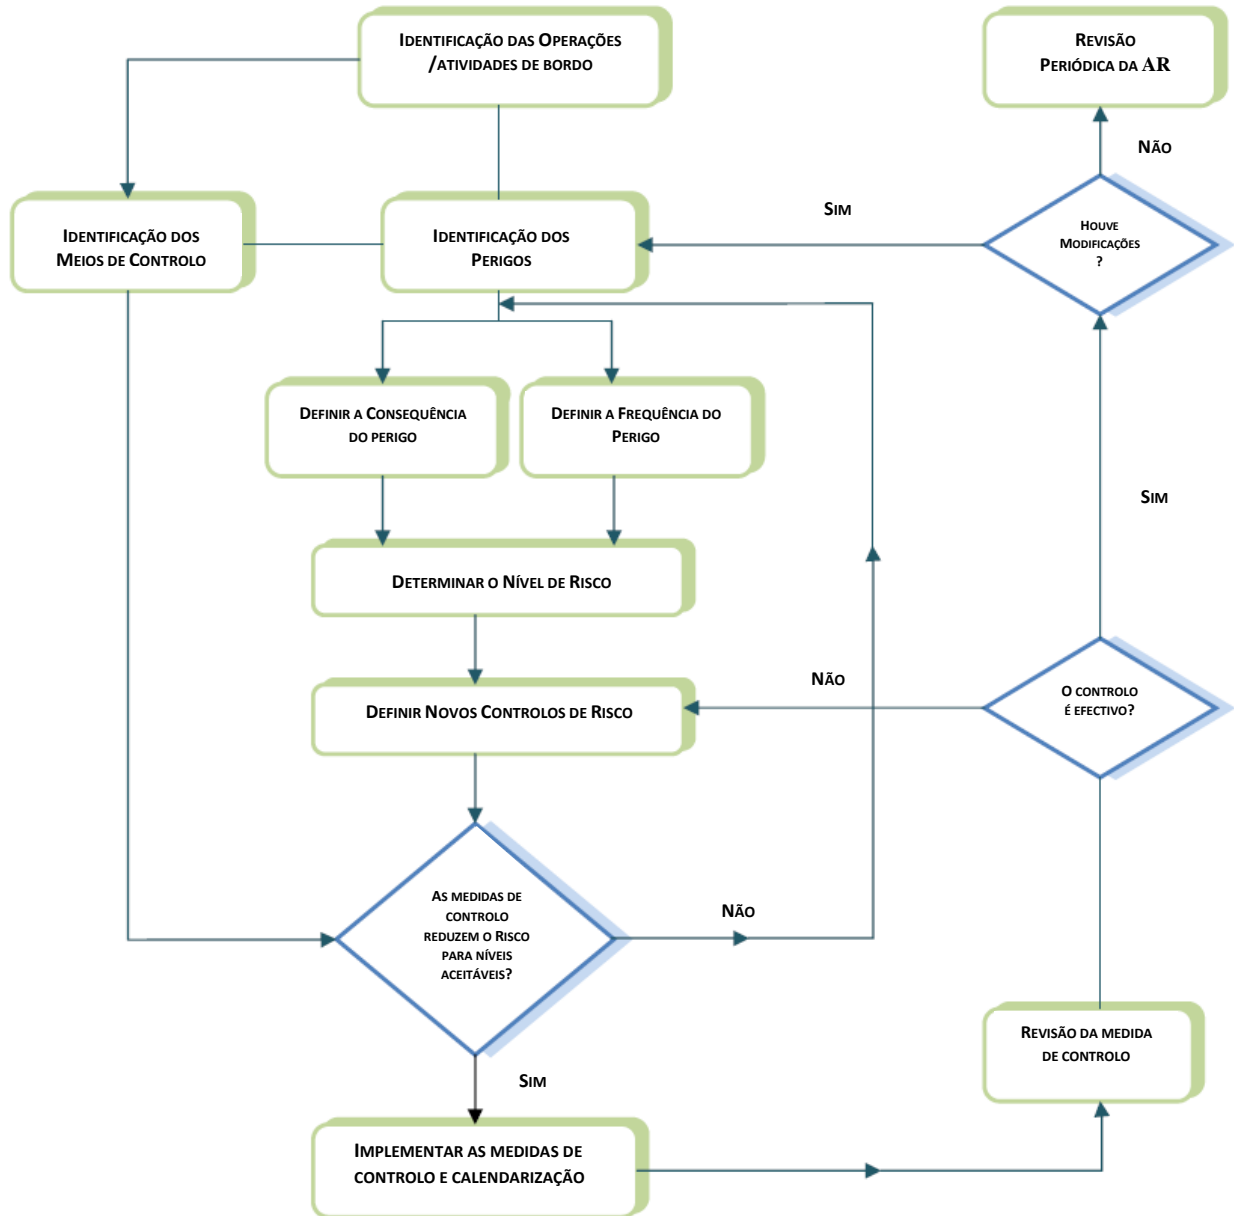 Identificação das Operações
/atividades de bordo
Revisão
Periódica da AR
Não
Sim
Houve
Modificações
?
Identificação dos
Meios de Controlo
Identificação dos
Perigos
Definir a Consequência
do perigo
Definir a Frequência do
Perigo
Sim
Determinar o Nível de Risco
Não
Definir Novos Controlos de Risco
O controlo
é efectivo?
As medidas de
controlo
reduzem o Risco
para níveis
aceitáveis?
Não
Sim
Revisão da medida
de controlo
Implementar as medidas de
controlo e calendarização